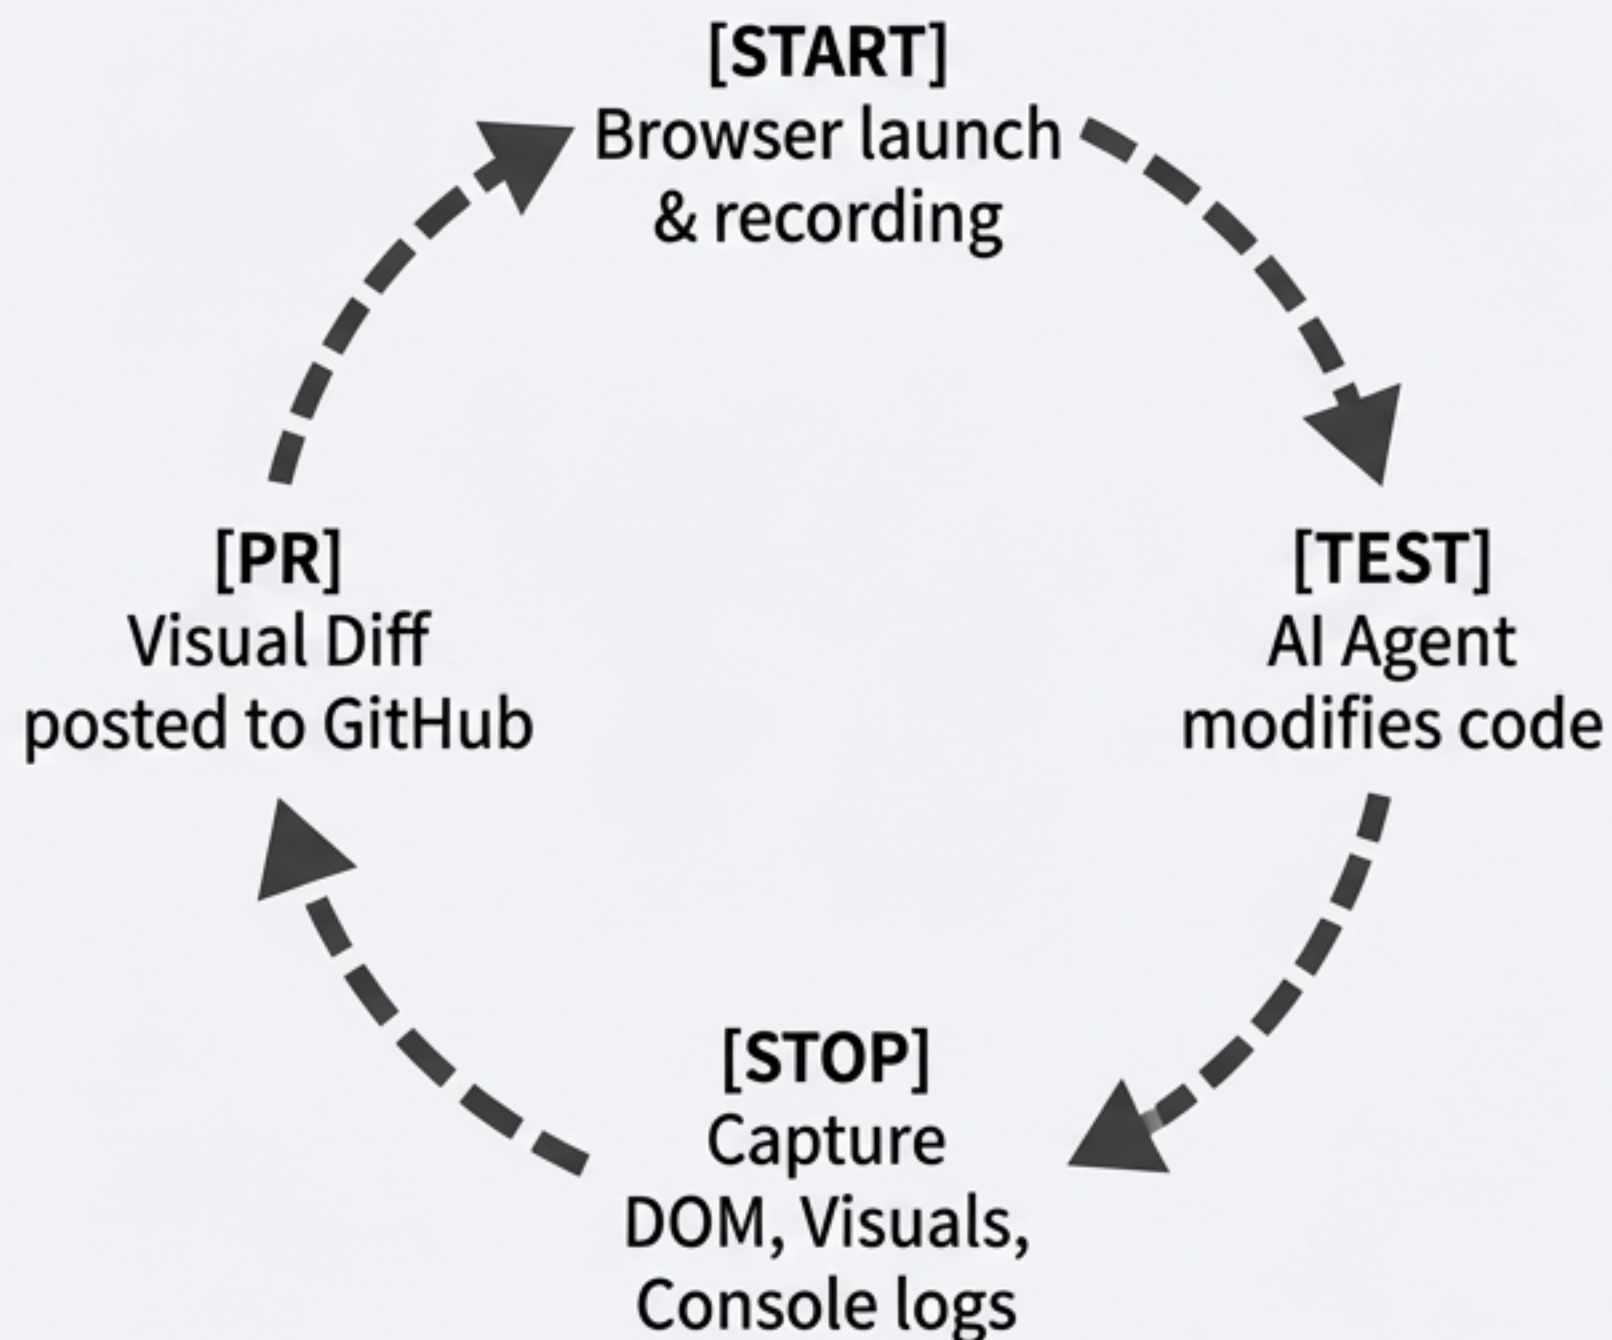 [START]
Browser launch
& recording
[TEST]
AI Agent
modifies code
[STOP]
Capture
DOM, Visuals,
Console logs
[PR]
Visual Diff
posted to GitHub